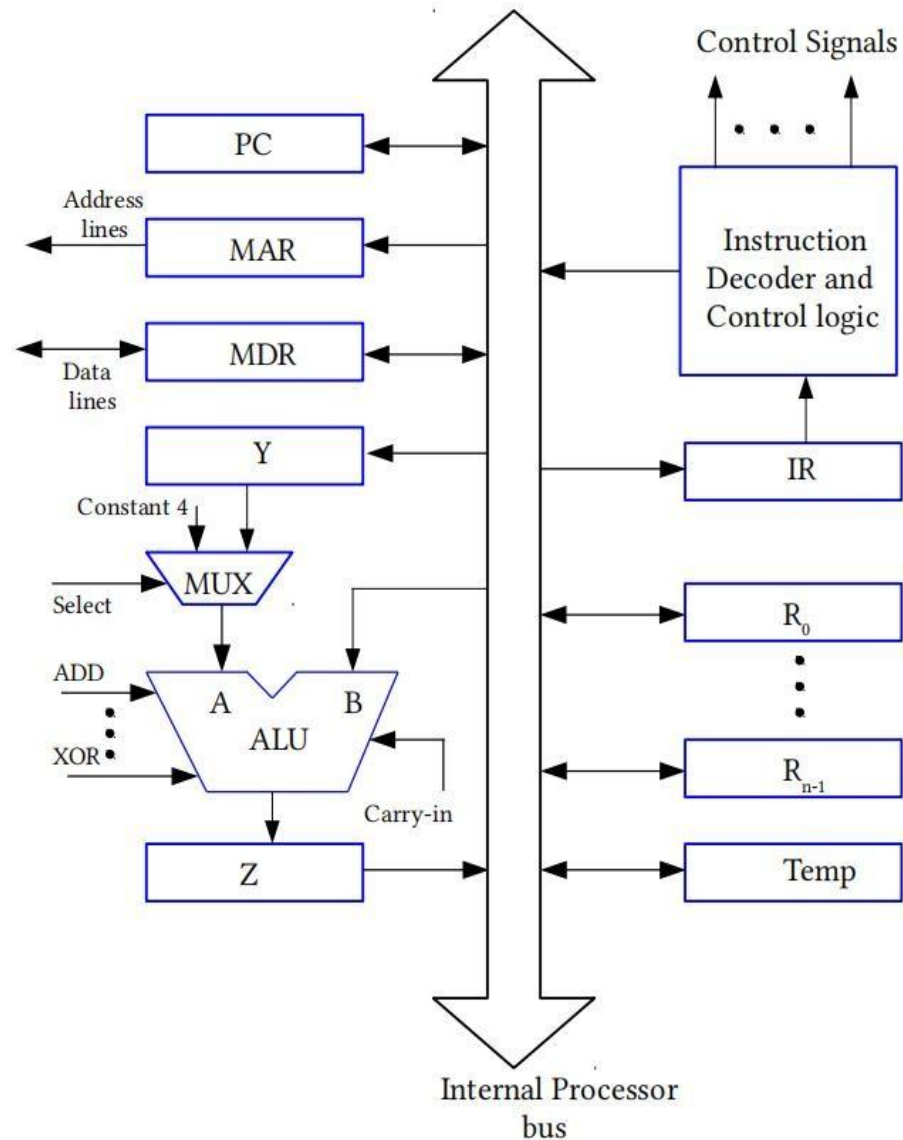 Control Signals
PC
Address
lines
MAR
Instruction
Decoder and
Control logic
MDR
Data
lines
Y
IR
Constant 4
MUX
Select
R0
ADD
A
B
ALU
XOR
Rn-1
Carry-in
Z
Temp
Internal Processor
bus